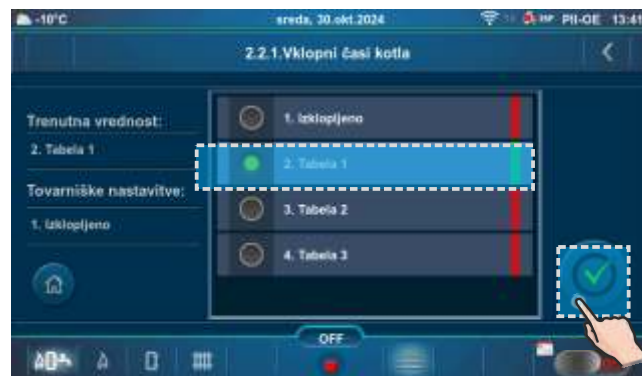 -10°C
sreda, 30.okt.2024
PII-OE 13:41
2.2.1.Vklopni časi kotla
Trenutna vrednost:
2. Tabela 1
Tovarniške nastavitve:
1. Izklopljeno
1. Izklopljeno
2. Tabela 1
3. Tabela 2
4. Tabela 3
OFF